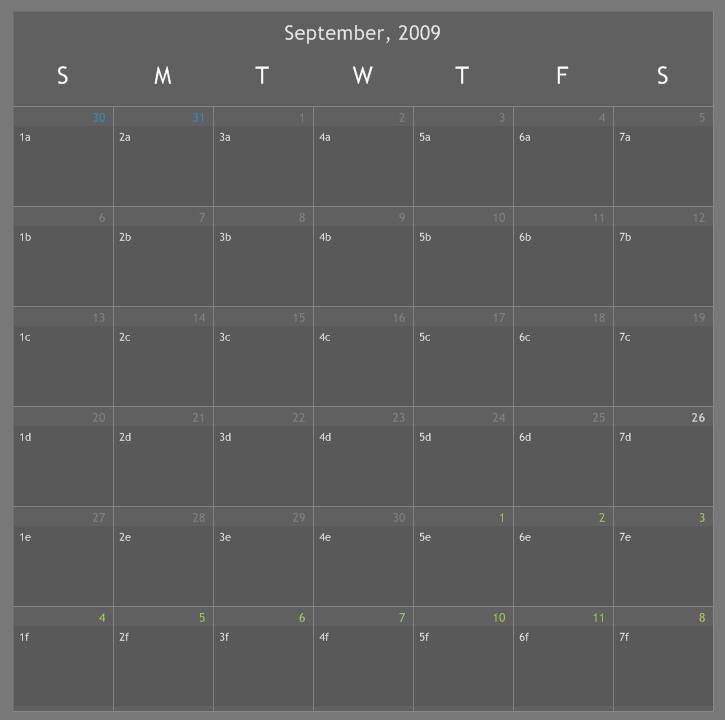 September, 2009
S M T W T F S
30 31 1 2 3 4 5
1a 2a 3a 4a 5a 6a 7a
6 7 8 9 10 11 12
1b 2b 3b 4b 5b 6b 7b
13 14 15 16 17 18 19
1c 2c 3c 4c 5c 6c 7c
20 21 22 23 24 25 26
1d 2d 3d 4d 5d 6d 7d
27 28 29 30 1 2 3
1e 2e 3e 4e 5e 6e 7e
4 5 6 7 10 11 8
1f 2f 3f 4f 5f 6f 7f